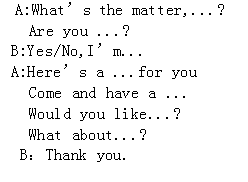 A:What's the matter,...?
Are you ...?
B:Yes/No,I'm...
A:Here's a ...for you
Come and have a ...
Would you like...?
What about...?
B: Thank you.